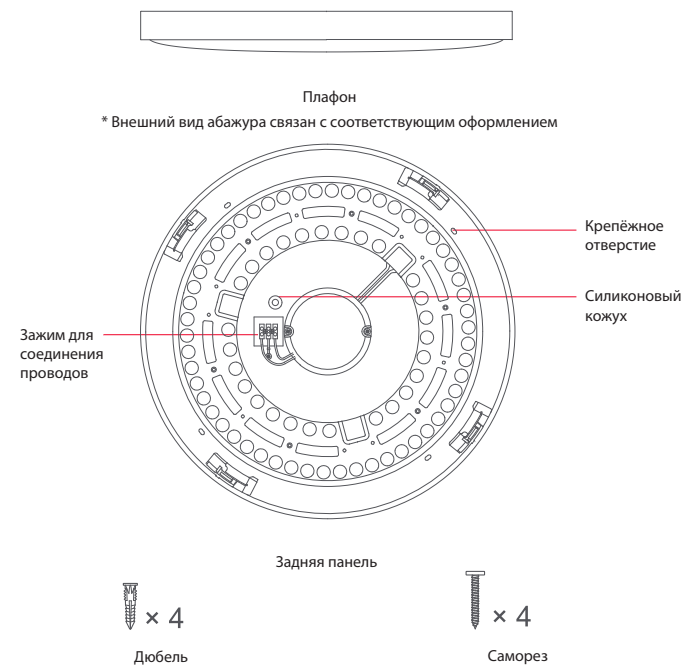 Плафон
* Внешний вид абажура связан с соответствующим оформлением
Крепёжное
отверстие
Силиконовый
кожух
Зажим для
соединения
проводов
Задняя панель
× 4
× 4
Дюбель
Саморез